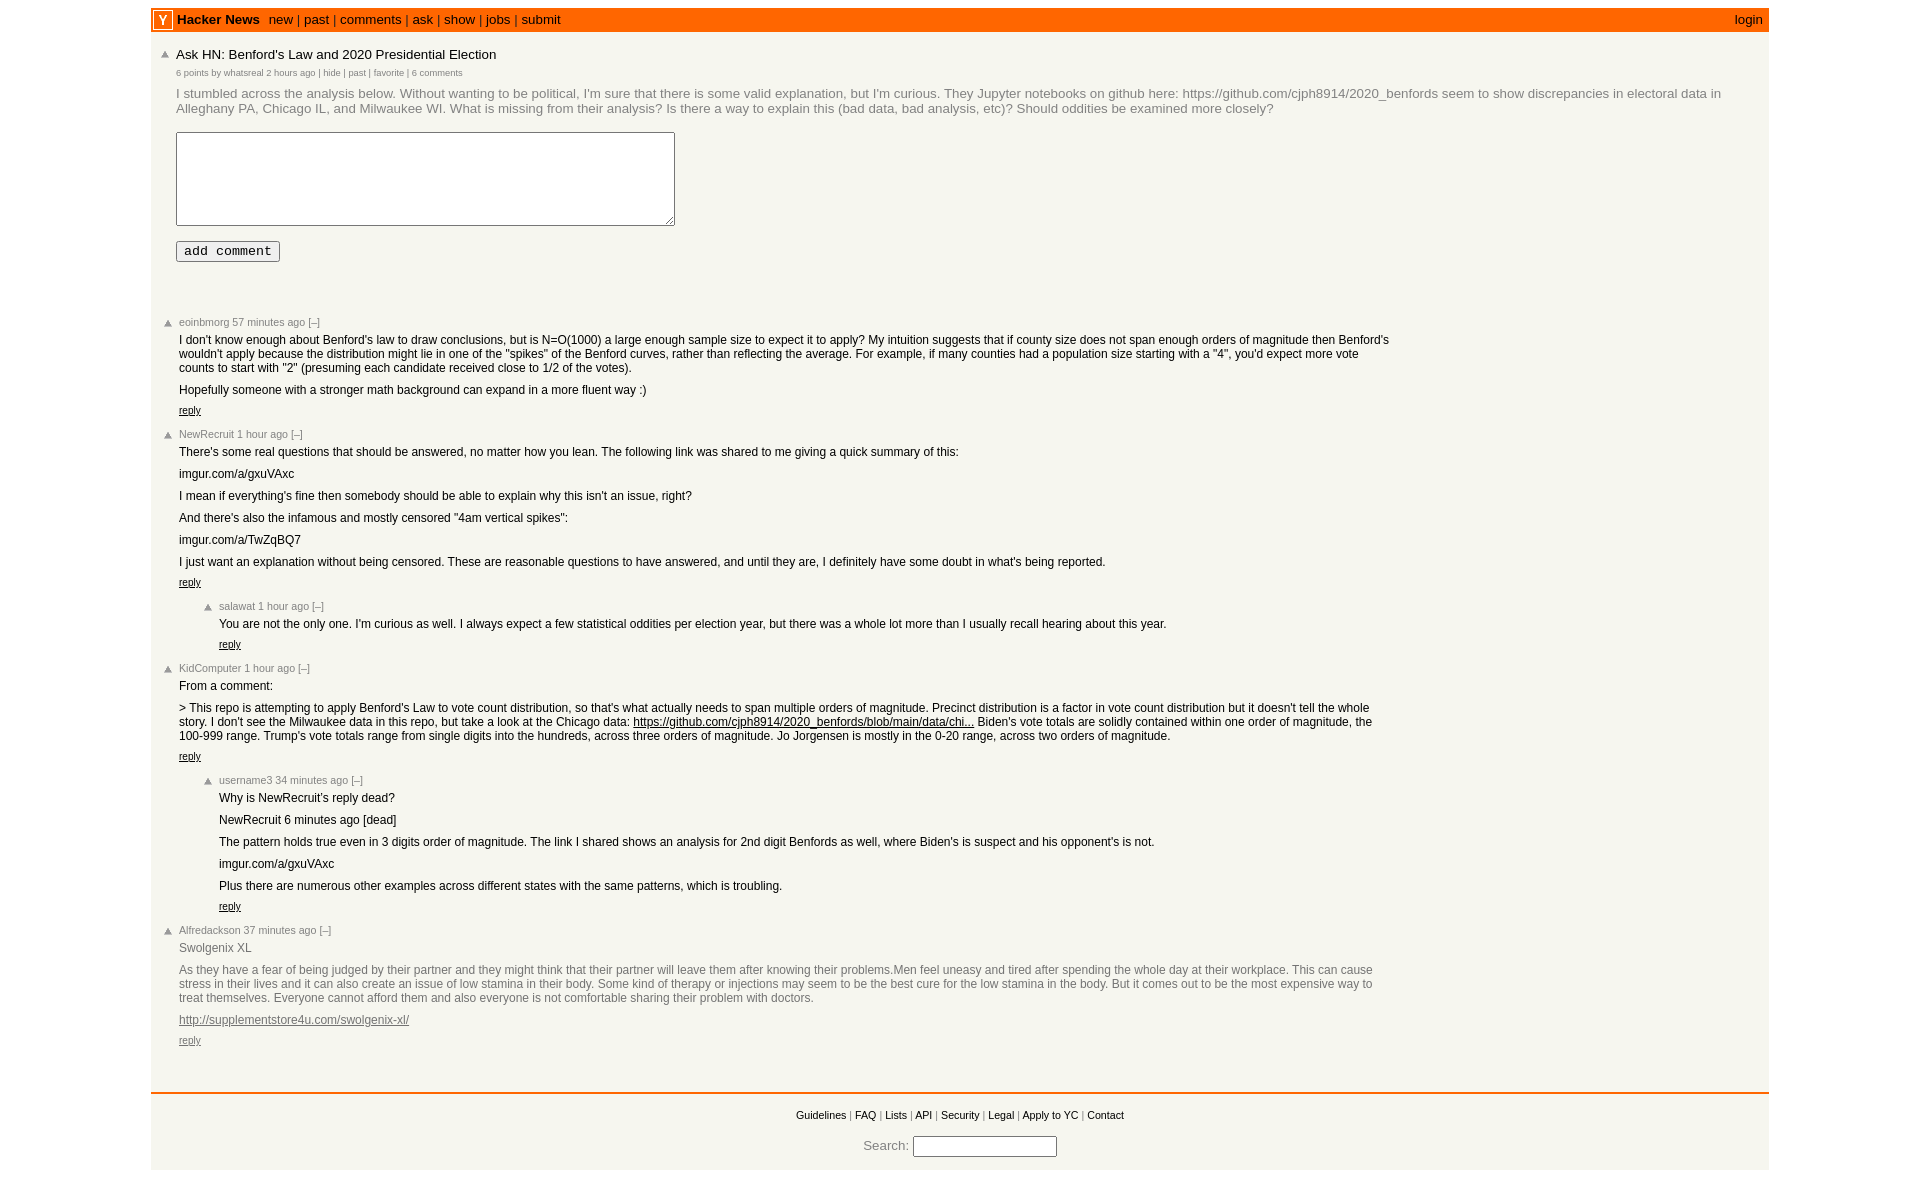 Y Hacker News new | past | comments | ask | show | jobs | submit login
Ask HN: Benford's Law and 2020 Presidential Election
6 points by whatsreal 2 hours ago | hide | past | favorite | 6 comments
I stumbled across the analysis below. Without wanting to be political, I'm sure that there is some valid explanation, but I'm curious. They Jupyter notebooks on github here: https://github.com/cjph8914/2020_benfords seem to show discrepancies in electoral data in
Alleghany PA, Chicago IL, and Milwaukee WI. What is missing from their analysis? Is there a way to explain this (bad data, bad analysis, etc)? Should oddities be examined more closely?
add comment
eoinbmorg 57 minutes ago [–]
I don't know enough about Benford's law to draw conclusions, but is N=O(1000) a large enough sample size to expect it to apply? My intuition suggests that if county size does not span enough orders of magnitude then Benford's
wouldn't apply because the distribution might lie in one of the "spikes" of the Benford curves, rather than reflecting the average. For example, if many counties had a population size starting with a "4", you'd expect more vote
counts to start with "2" (presuming each candidate received close to 1/2 of the votes).
Hopefully someone with a stronger math background can expand in a more fluent way :)
reply
NewRecruit 1 hour ago [–]
There's some real questions that should be answered, no matter how you lean. The following link was shared to me giving a quick summary of this:
imgur.com/a/gxuVAxc
I mean if everything's fine then somebody should be able to explain why this isn't an issue, right?
And there's also the infamous and mostly censored "4am vertical spikes":
imgur.com/a/TwZqBQ7
I just want an explanation without being censored. These are reasonable questions to have answered, and until they are, I definitely have some doubt in what's being reported.
reply
salawat 1 hour ago [–]
You are not the only one. I'm curious as well. I always expect a few statistical oddities per election year, but there was a whole lot more than I usually recall hearing about this year.
reply
KidComputer 1 hour ago [–]
From a comment:
> This repo is attempting to apply Benford's Law to vote count distribution, so that's what actually needs to span multiple orders of magnitude. Precinct distribution is a factor in vote count distribution but it doesn't tell the whole
story. I don't see the Milwaukee data in this repo, but take a look at the Chicago data: https://github.com/cjph8914/2020_benfords/blob/main/data/chi... Biden's vote totals are solidly contained within one order of magnitude, the
100-999 range. Trump's vote totals range from single digits into the hundreds, across three orders of magnitude. Jo Jorgensen is mostly in the 0-20 range, across two orders of magnitude.
reply
username3 34 minutes ago [–]
Why is NewRecruit's reply dead?
NewRecruit 6 minutes ago [dead]
The pattern holds true even in 3 digits order of magnitude. The link I shared shows an analysis for 2nd digit Benfords as well, where Biden's is suspect and his opponent's is not.
imgur.com/a/gxuVAxc
Plus there are numerous other examples across different states with the same patterns, which is troubling.
reply
Alfredackson 37 minutes ago [–]
Swolgenix XL
As they have a fear of being judged by their partner and they might think that their partner will leave them after knowing their problems.Men feel uneasy and tired after spending the whole day at their workplace. This can cause
stress in their lives and it can also create an issue of low stamina in their body. Some kind of therapy or injections may seem to be the best cure for the low stamina in the body. But it comes out to be the most expensive way to
treat themselves. Everyone cannot afford them and also everyone is not comfortable sharing their problem with doctors.
http://supplementstore4u.com/swolgenix-xl/
reply
Guidelines | FAQ | Lists | API | Security | Legal | Apply to YC | Contact
Search: